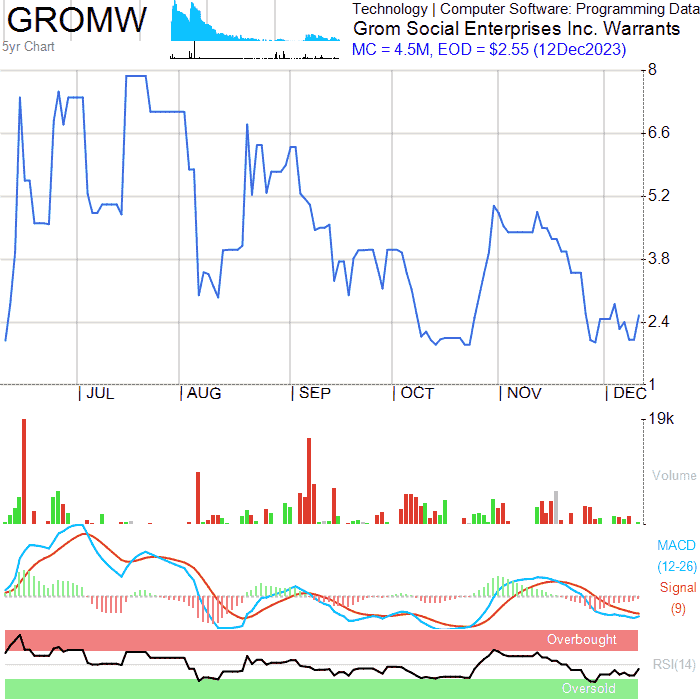 GROMW
5yr Chart
Technology | Computer Software: Programming Data
Grom Social Enterprises Inc. Warrants
MC = 4.5M, EOD = $2.55 (12Dec2023)
8
6.6
5.2
3.8
2.4
1
| JUL | AUG | SEP | OCT | NOV | DEC
19k
Volume
MACD
(12-26)
Signal
(9)
Overbought
RSI(14)
Oversold